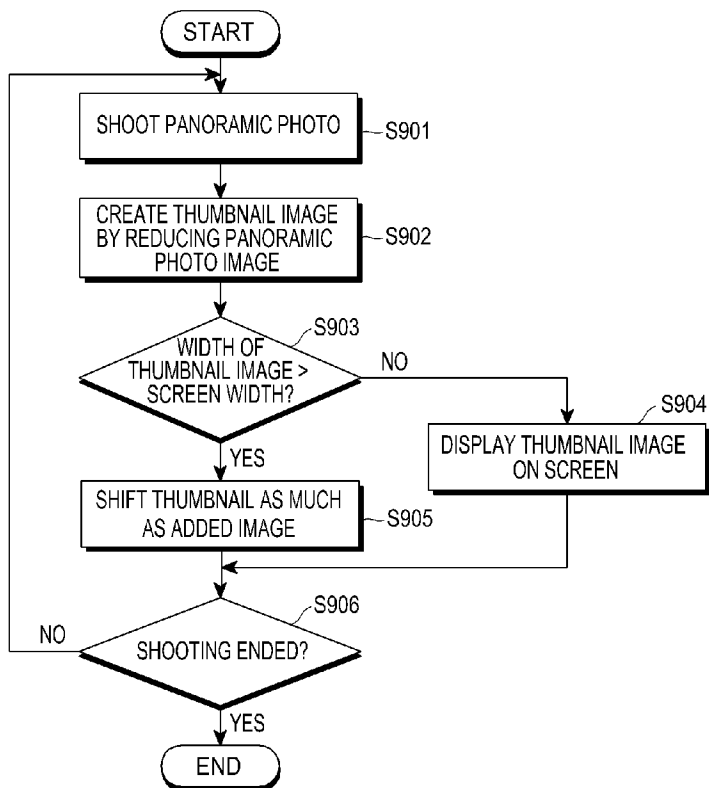 START
SHOOT PANORAMIC PHOTO
S901
CREATE THUMBNAIL IMAGE
BY REDUCING PANORAMIC
PHOTO IMAGE
S902
S903
WIDTH OF
THUMBNAIL IMAGE >
SCREEN WIDTH?
NO
YES
S904
DISPLAY THUMBNAIL IMAGE
ON SCREEN
SHIFT THUMBNAIL AS MUCH
AS ADDED IMAGE
S905
S906
SHOOTING ENDED?
NO
YES
END